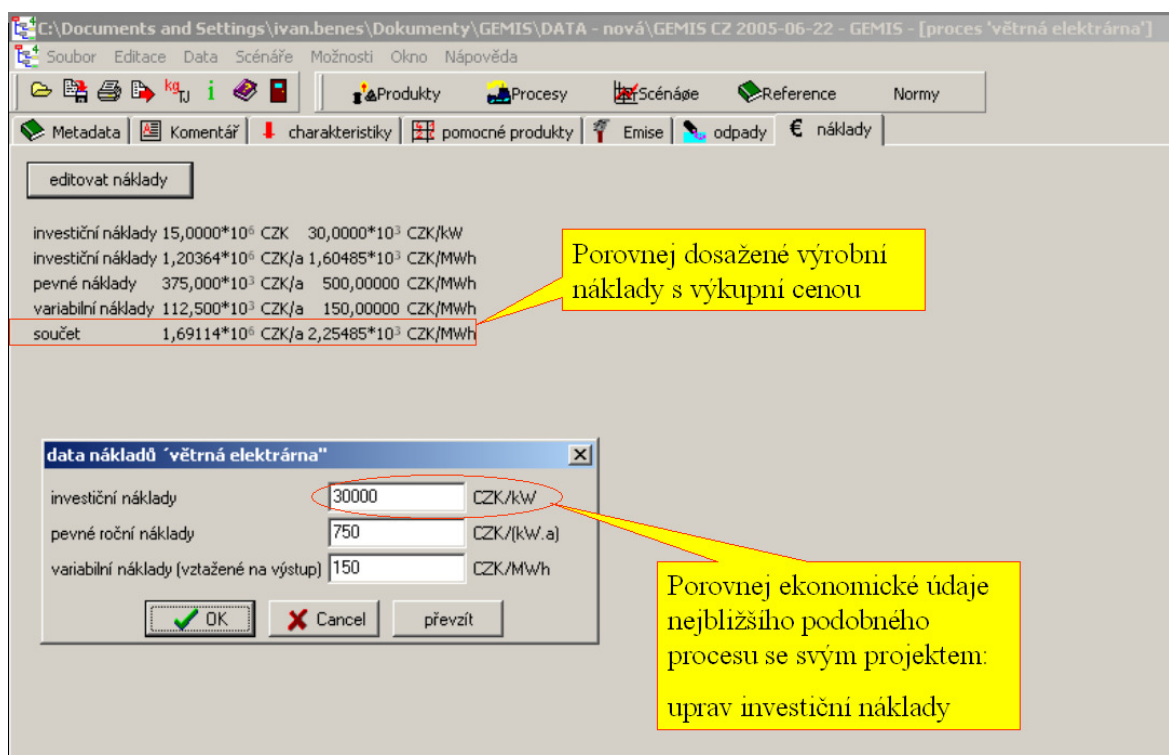 C:\Documents and Settings\ivan.benes\Dokumenty\GEMIS\DATA - nová\GEMIS CZ 2005-06-22 - GEMIS - [proces 'větrná elektrárna']
Soubor Editace Data Scénáře Možnosti Okno Nápověda
kg TJ i Produkty Procesy Scénáøe Reference Normy
Metadata Komentář charakteristiky pomocné produkty Emise odpady € náklady
editovat náklady
investiční náklady 15,0000*10⁶ CZK 30,0000*10³ CZK/kW
investiční náklady 1,20364*10⁶ CZK/a 1,60485*10³ CZK/MWh
pevné náklady 375,000*10³ CZK/a 500,00000 CZK/MWh
variabilní náklady 112,500*10³ CZK/a 150,00000 CZK/MWh
součet 1,69114*10⁶ CZK/a 2,25485*10³ CZK/MWh
Porovnej dosažené výrobní
náklady s výkupní cenou
data nákladů ´větrná elektrárna"
investiční náklady 30000 CZK/kW
pevné roční náklady 750 CZK/(kW.a)
variabilní náklady (vztažené na výstup) 150 CZK/MWh
OK Cancel převzít
Porovnej ekonomické údaje
nejbližšího podobného
procesu se svým projektem:
uprav investiční náklady